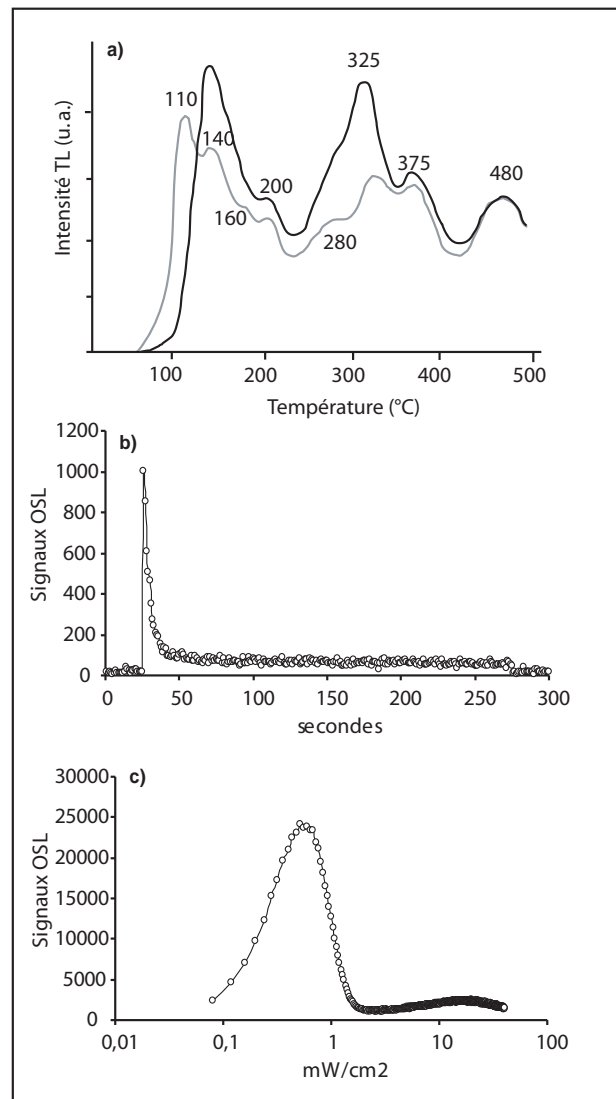 a)
Intensité TL (u. a.)
110
140
160
200
280
325
375
480
100 200 300 400 500
Température (°C)
b)
Signaux OSL
1200
1000
800
600
400
200
0
0 50 100 150 200 250 300
secondes
c)
Signaux OSL
30000
25000
20000
15000
10000
5000
0
0,01 0,1 1 10 100
mW/cm2